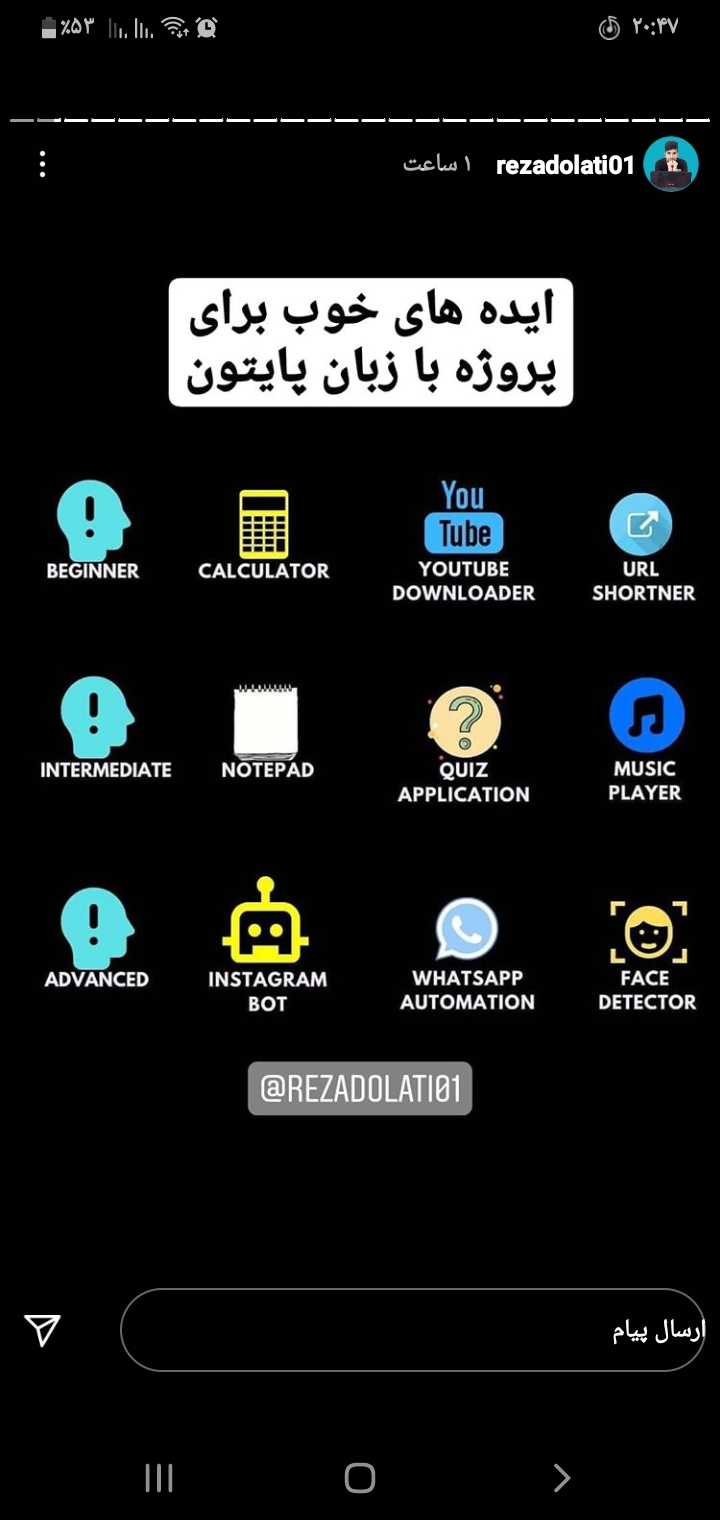 ٪۵۳
۲۰:۴۷
rezadolati01 ۱ ساعت
ایده های خوب برای
پروژه با زبان پایتون
BEGINNER
CALCULATOR
You
Tube
YOUTUBE
DOWNLOADER
URL
SHORTNER
INTERMEDIATE
NOTEPAD
QUIZ
APPLICATION
MUSIC
PLAYER
ADVANCED
INSTAGRAM
BOT
WHATSAPP
AUTOMATION
FACE
DETECTOR
@REZADOLATI01
ارسال پیام